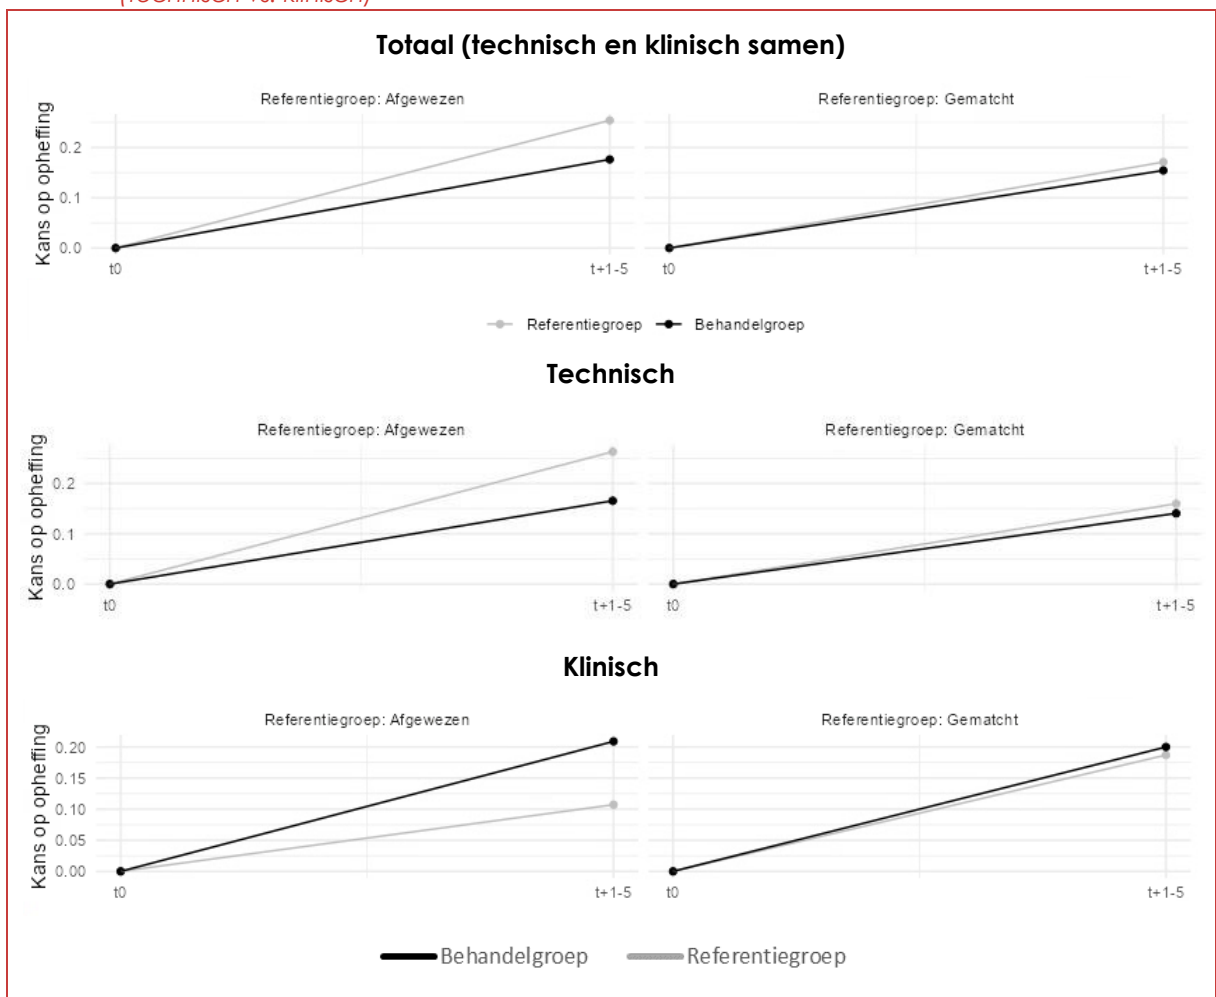 (technisch vs. klinisch)
Totaal (technisch en klinisch samen)
Referentiegroep: Afgewezen
Referentiegroep: Gematcht
Kans op opheffing
0.2
0.1
0.0
t0
t+1-5
t0
t+1-5
Referentiegroep
Behandelgroep
Technisch
Referentiegroep: Afgewezen
Referentiegroep: Gematcht
Kans op opheffing
0.2
0.1
0.0
t0
t+1-5
t0
t+1-5
Klinisch
Referentiegroep: Afgewezen
Referentiegroep: Gematcht
Kans op opheffing
0.20
0.15
0.10
0.05
0.00
t0
t+1-5
t0
t+1-5
Behandelgroep
Referentiegroep